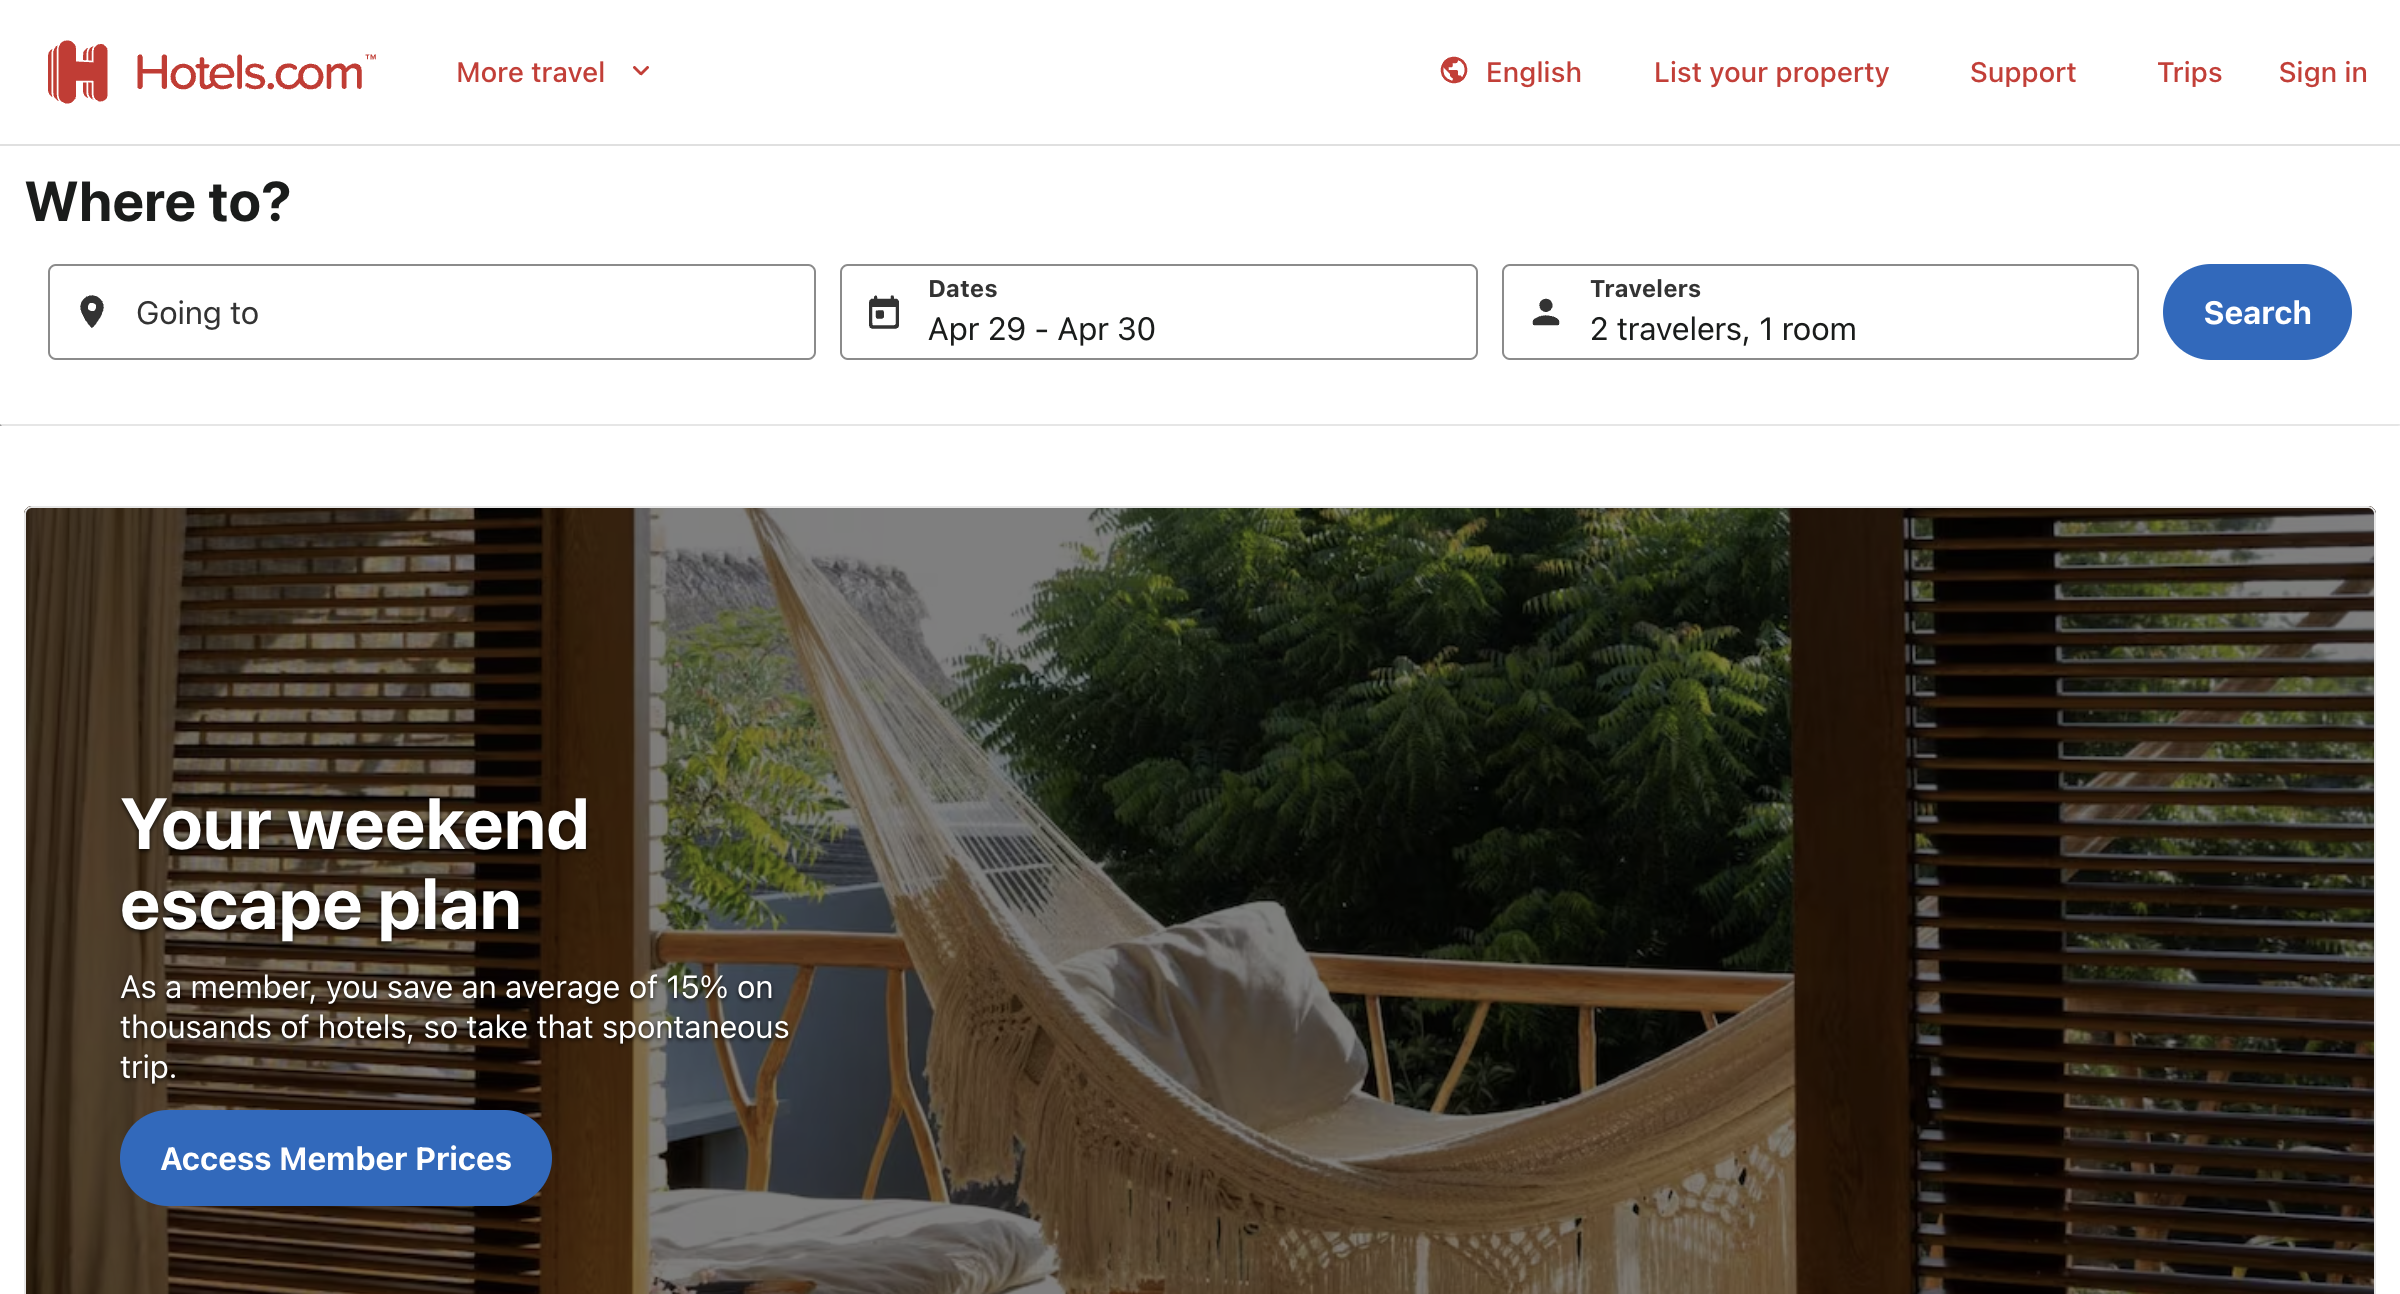 Hotels.com™
More travel
English
List your property
Support
Trips
Sign in
Where to?
Going to
Dates
Apr 29 - Apr 30
Travelers
2 travelers, 1 room
Search
Your weekend
escape plan
As a member, you save an average of 15% on
thousands of hotels, so take that spontaneous
trip.
Access Member Prices